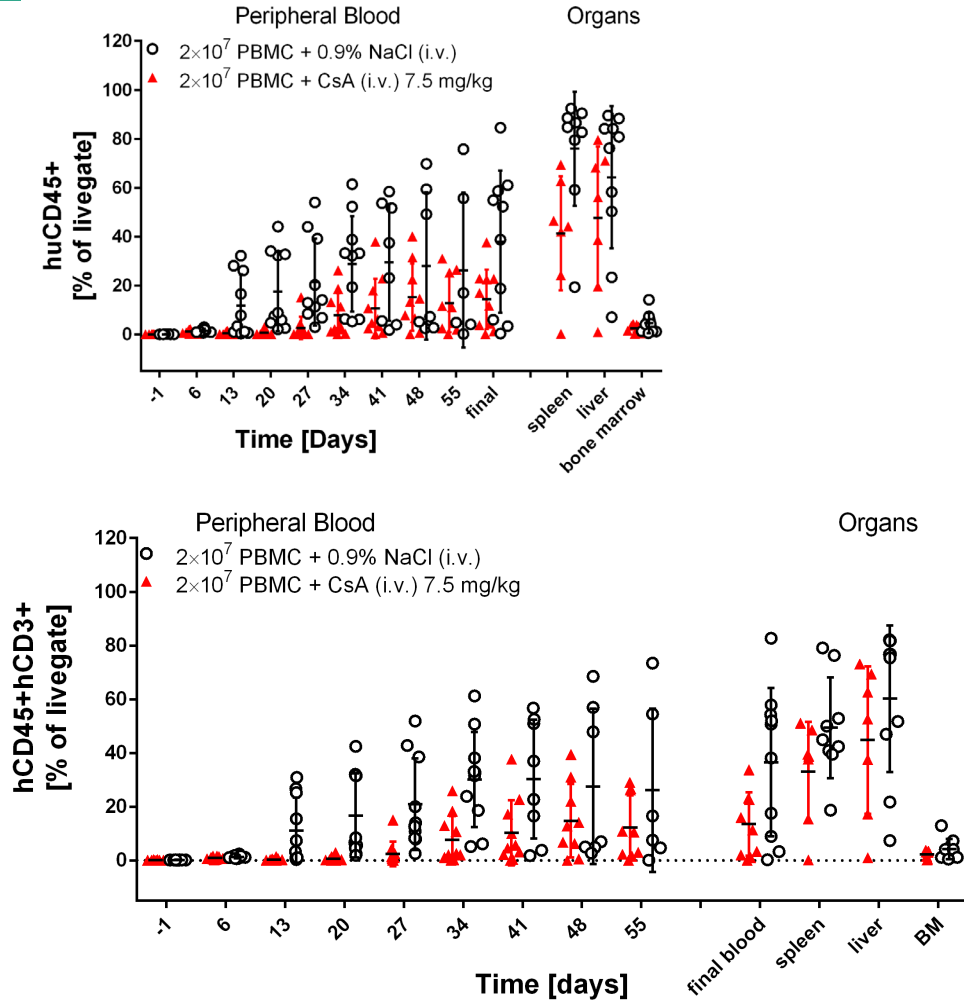 Peripheral Blood Organs
120
2×10⁷ PBMC + 0.9% NaCl (i.v.)
2×10⁷ PBMC + CsA (i.v.) 7.5 mg/kg
100
80
60
40
20
0
huCD45+
[% of livegate]
-1 6 13 20 27 34 41 48 55 final spleen liver bone marrow
Time [Days]
Peripheral Blood Organs
120
2×10⁷ PBMC + 0.9% NaCl (i.v.)
2×10⁷ PBMC + CsA (i.v.) 7.5 mg/kg
100
80
60
40
20
0
hCD45+hCD3+
[% of livegate]
-1 6 13 20 27 34 41 48 55 final blood spleen liver BM
Time [days]